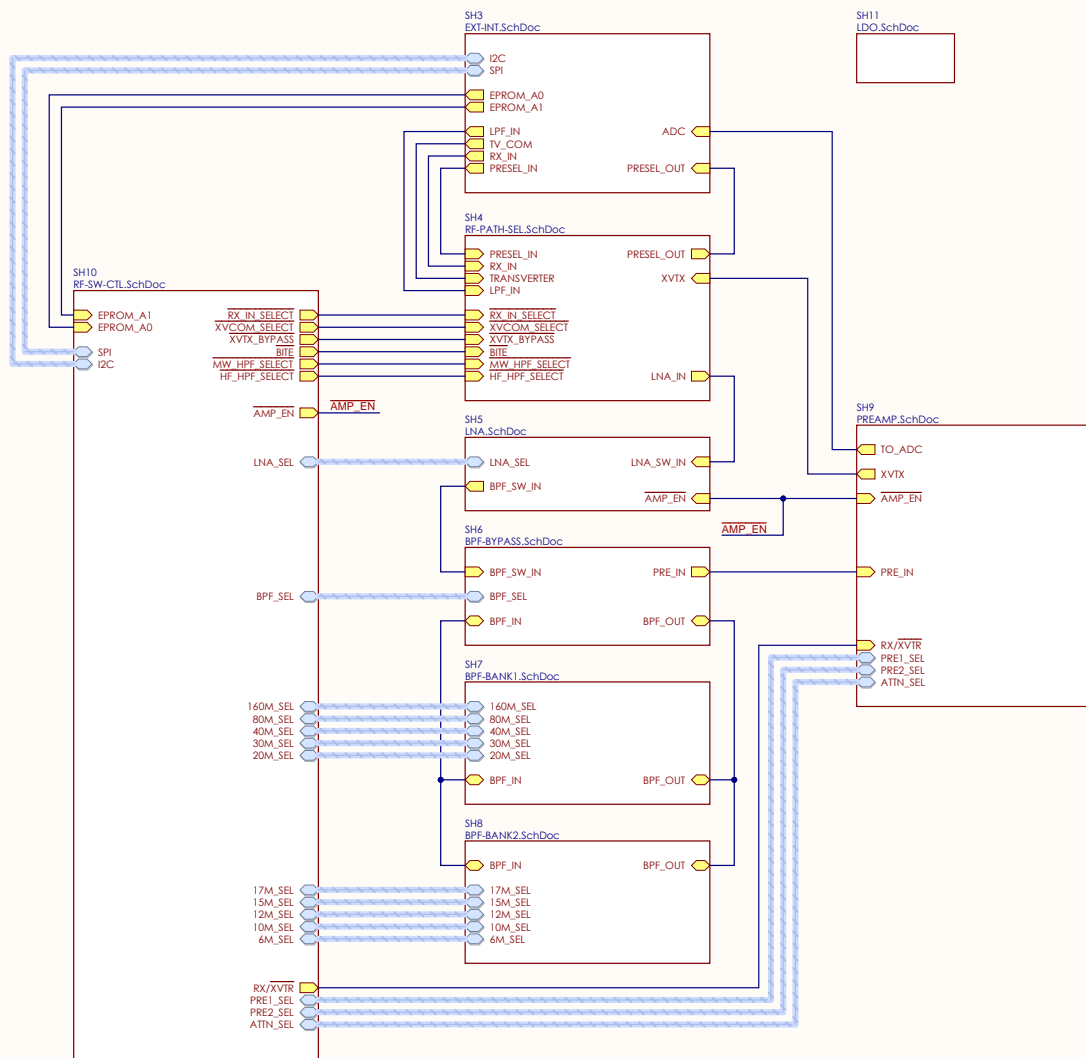 SH3
EXT-INT.SchDoc
I2C
SPI
EPROM_A0
EPROM_A1
LPF_IN
TV_COM
RX_IN
PRESEL_IN
ADC
PRESEL_OUT
SH11
LDO.SchDoc
SH4
RF-PATH-SEL.SchDoc
PRESEL_IN
RX_IN
TRANSVERTER
LPF_IN
RX_IN_SELECT
XVCOM_SELECT
XVTX_BYPASS
BITE
MW_HPF_SELECT
HF_HPF_SELECT
PRESEL_OUT
XVTX
LNA_IN
SH10
RF-SW-CTL.SchDoc
EPROM_A1
EPROM_A0
SPI
I2C
RX_IN_SELECT
XVCOM_SELECT
XVTX_BYPASS
BITE
MW_HPF_SELECT
HF_HPF_SELECT
AMP_EN
AMP_EN
LNA_SEL
BPF_SEL
160M_SEL
80M_SEL
40M_SEL
30M_SEL
20M_SEL
17M_SEL
15M_SEL
12M_SEL
10M_SEL
6M_SEL
RX/XVTR
PRE1_SEL
PRE2_SEL
ATTN_SEL
SH5
LNA.SchDoc
LNA_SEL
BPF_SW_IN
LNA_SW_IN
AMP_EN
AMP_EN
SH6
BPF-BYPASS.SchDoc
BPF_SW_IN
BPF_SEL
BPF_IN
PRE_IN
BPF_OUT
SH7
BPF-BANK1.SchDoc
160M_SEL
80M_SEL
40M_SEL
30M_SEL
20M_SEL
BPF_IN
BPF_OUT
SH8
BPF-BANK2.SchDoc
BPF_IN
BPF_OUT
17M_SEL
15M_SEL
12M_SEL
10M_SEL
6M_SEL
SH9
PREAMP.SchDoc
TO_ADC
XVTX
AMP_EN
PRE_IN
RX/XVTR
PRE1_SEL
PRE2_SEL
ATTN_SEL